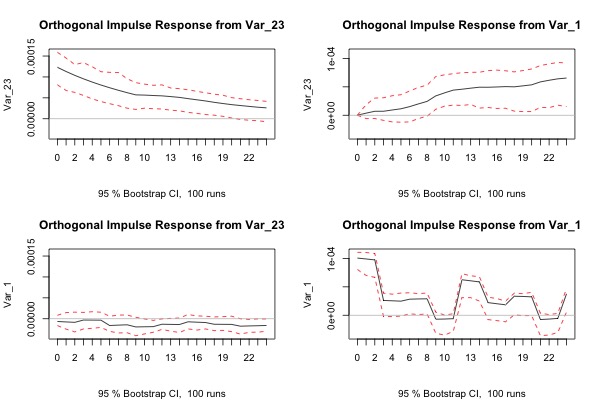 Orthogonal Impulse Response from Var_23
Var_23
0.00015
0.00000
0 2 4 6 8 10 13 16 19 22
95 % Bootstrap CI, 100 runs
Orthogonal Impulse Response from Var_1
Var_23
1e-04
0e+00
0 2 4 6 8 10 13 16 19 22
95 % Bootstrap CI, 100 runs
Orthogonal Impulse Response from Var_23
Var_1
0.00015
0.00000
0 2 4 6 8 10 13 16 19 22
95 % Bootstrap CI, 100 runs
Orthogonal Impulse Response from Var_1
Var_1
1e-04
0e+00
0 2 4 6 8 10 13 16 19 22
95 % Bootstrap CI, 100 runs